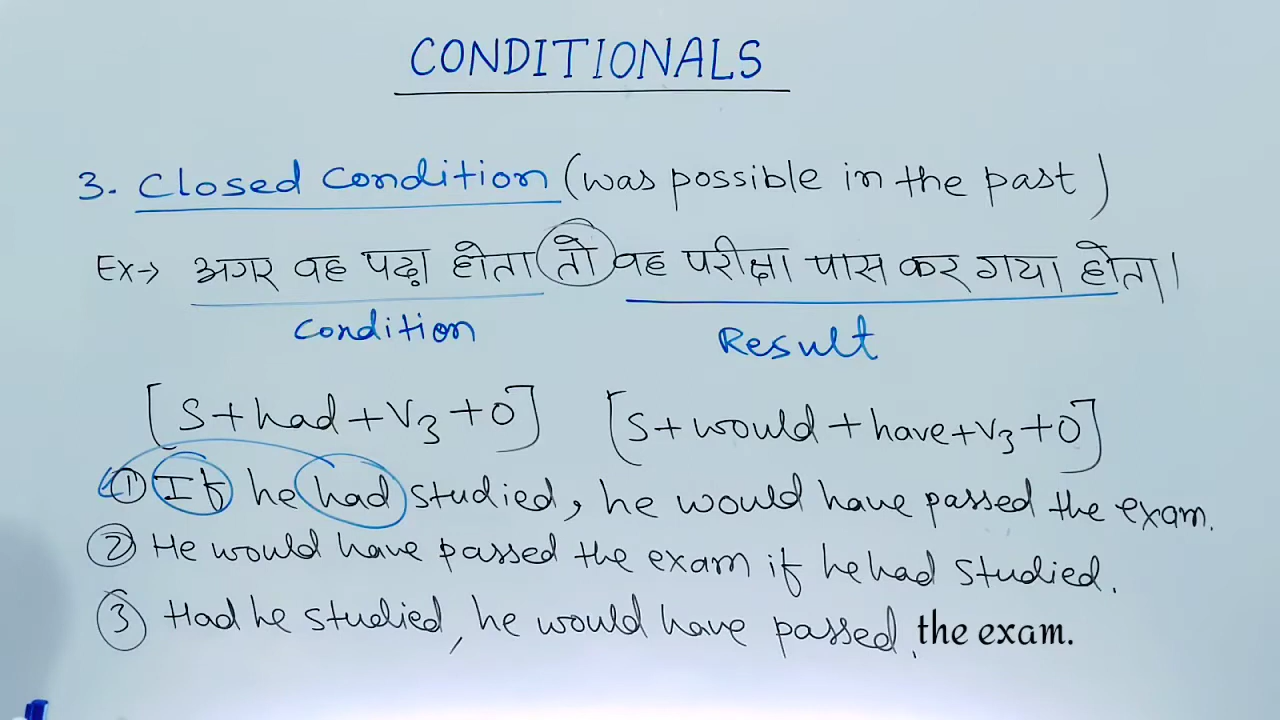 CONDITIONALS
3. Closed Condition (was possible in the past)
Ex→ अगर वह पढ़ा होता तो वह परीक्षा पास कर गया होता।
Condition Result
[S+had+V3+O] [S+would+have+V3+O]
① If he had studied, he would have passed the exam.
② He would have passed the exam if he had studied.
③ Had he studied, he would have passed. the exam.